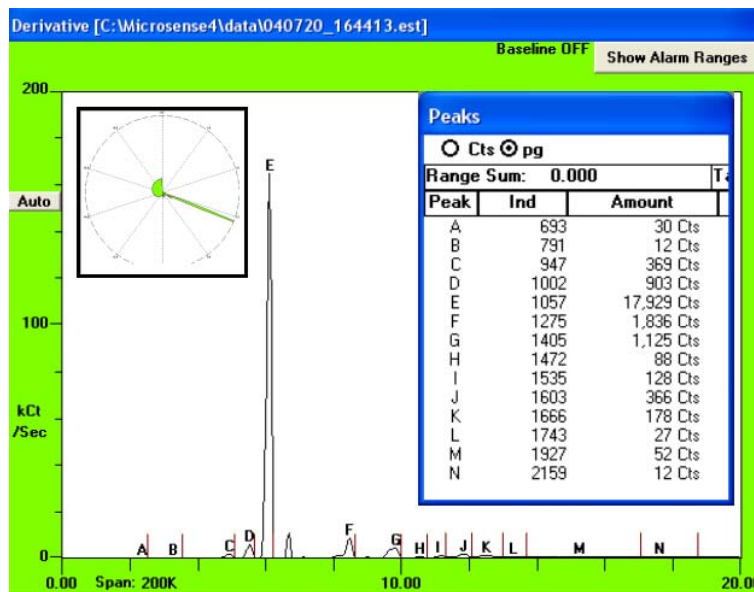 Derivative [C:\Microsense4\data\040720_164413.est]
Baseline OFF
Show Alarm Ranges
200
Auto
100
kCt
/Sec
0
A B C D E F G H I J K L M N
0.00 Span: 200K 10.00 20.0
Peaks
Cts pg
Range Sum: 0.000 Ta
Peak Ind Amount
A 693 30 Cts
B 791 12 Cts
C 947 369 Cts
D 1002 903 Cts
E 1057 17,929 Cts
F 1275 1,836 Cts
G 1405 1,125 Cts
H 1472 88 Cts
I 1535 128 Cts
J 1603 366 Cts
K 1666 178 Cts
L 1743 27 Cts
M 1927 52 Cts
N 2159 12 Cts